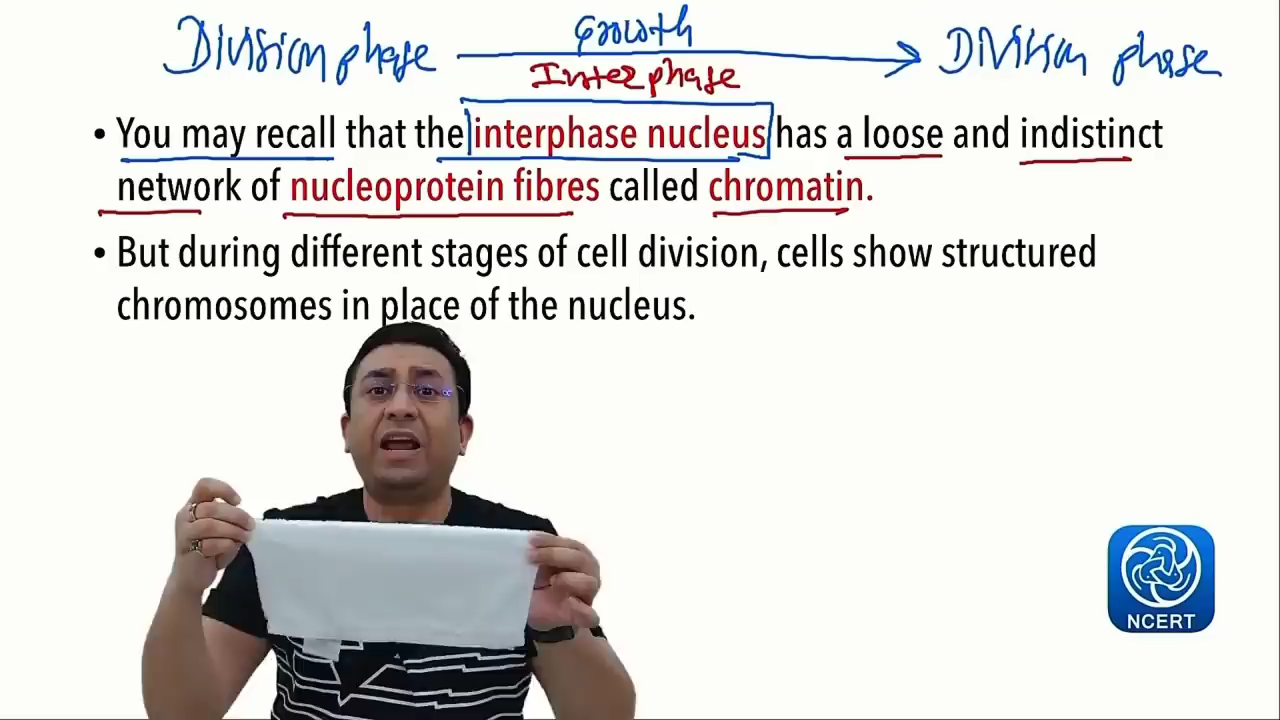 Division phase Growth Division phase
Interphase
• You may recall that the interphase nucleus has a loose and indistinct
network of nucleoprotein fibres called chromatin.
• But during different stages of cell division, cells show structured
chromosomes in place of the nucleus.
NCERT